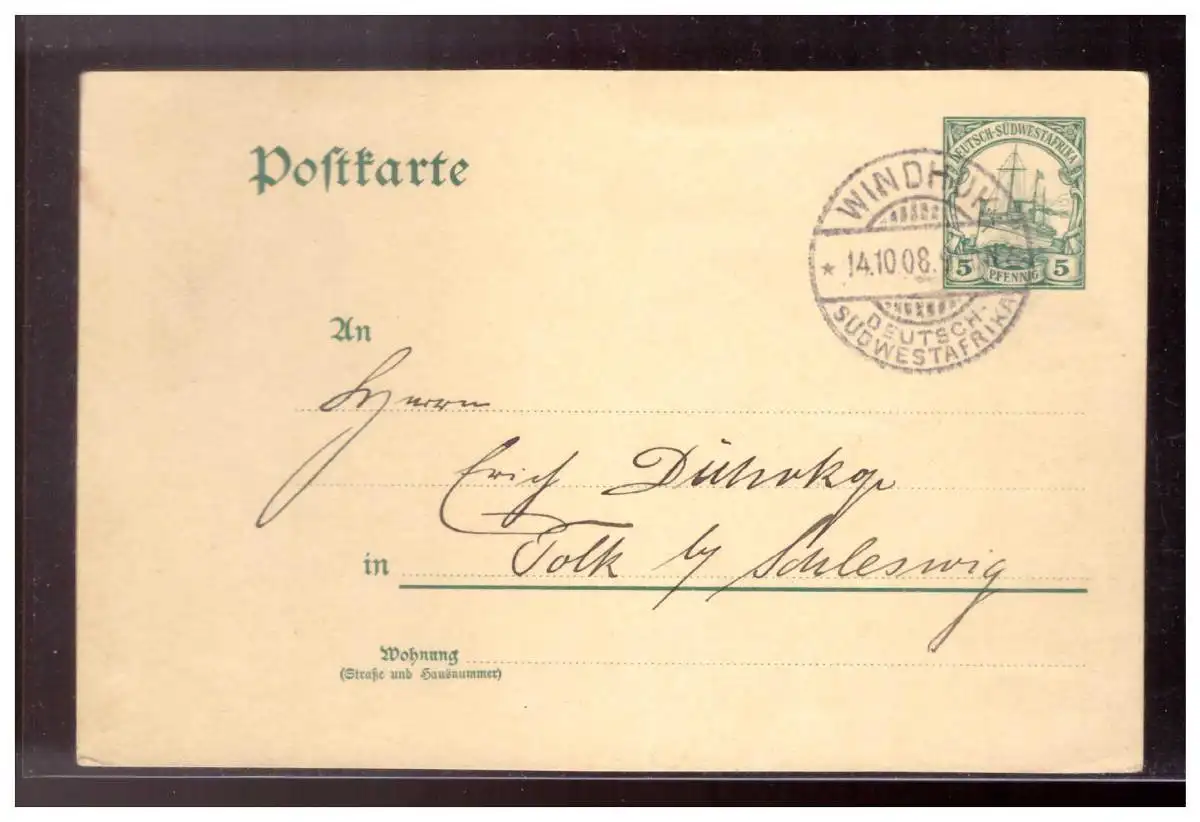 Postkarte
DEUTSCH-SÜDWESTAFRIKA
5 PFENNIG 5
WINDHUK
* 14.10.08.
DEUTSCH-
SÜDWESTAFRIKA
An
Herrn
Erich
in Tolk by Schleswig
Wohnung
(Straße und Hausnummer)